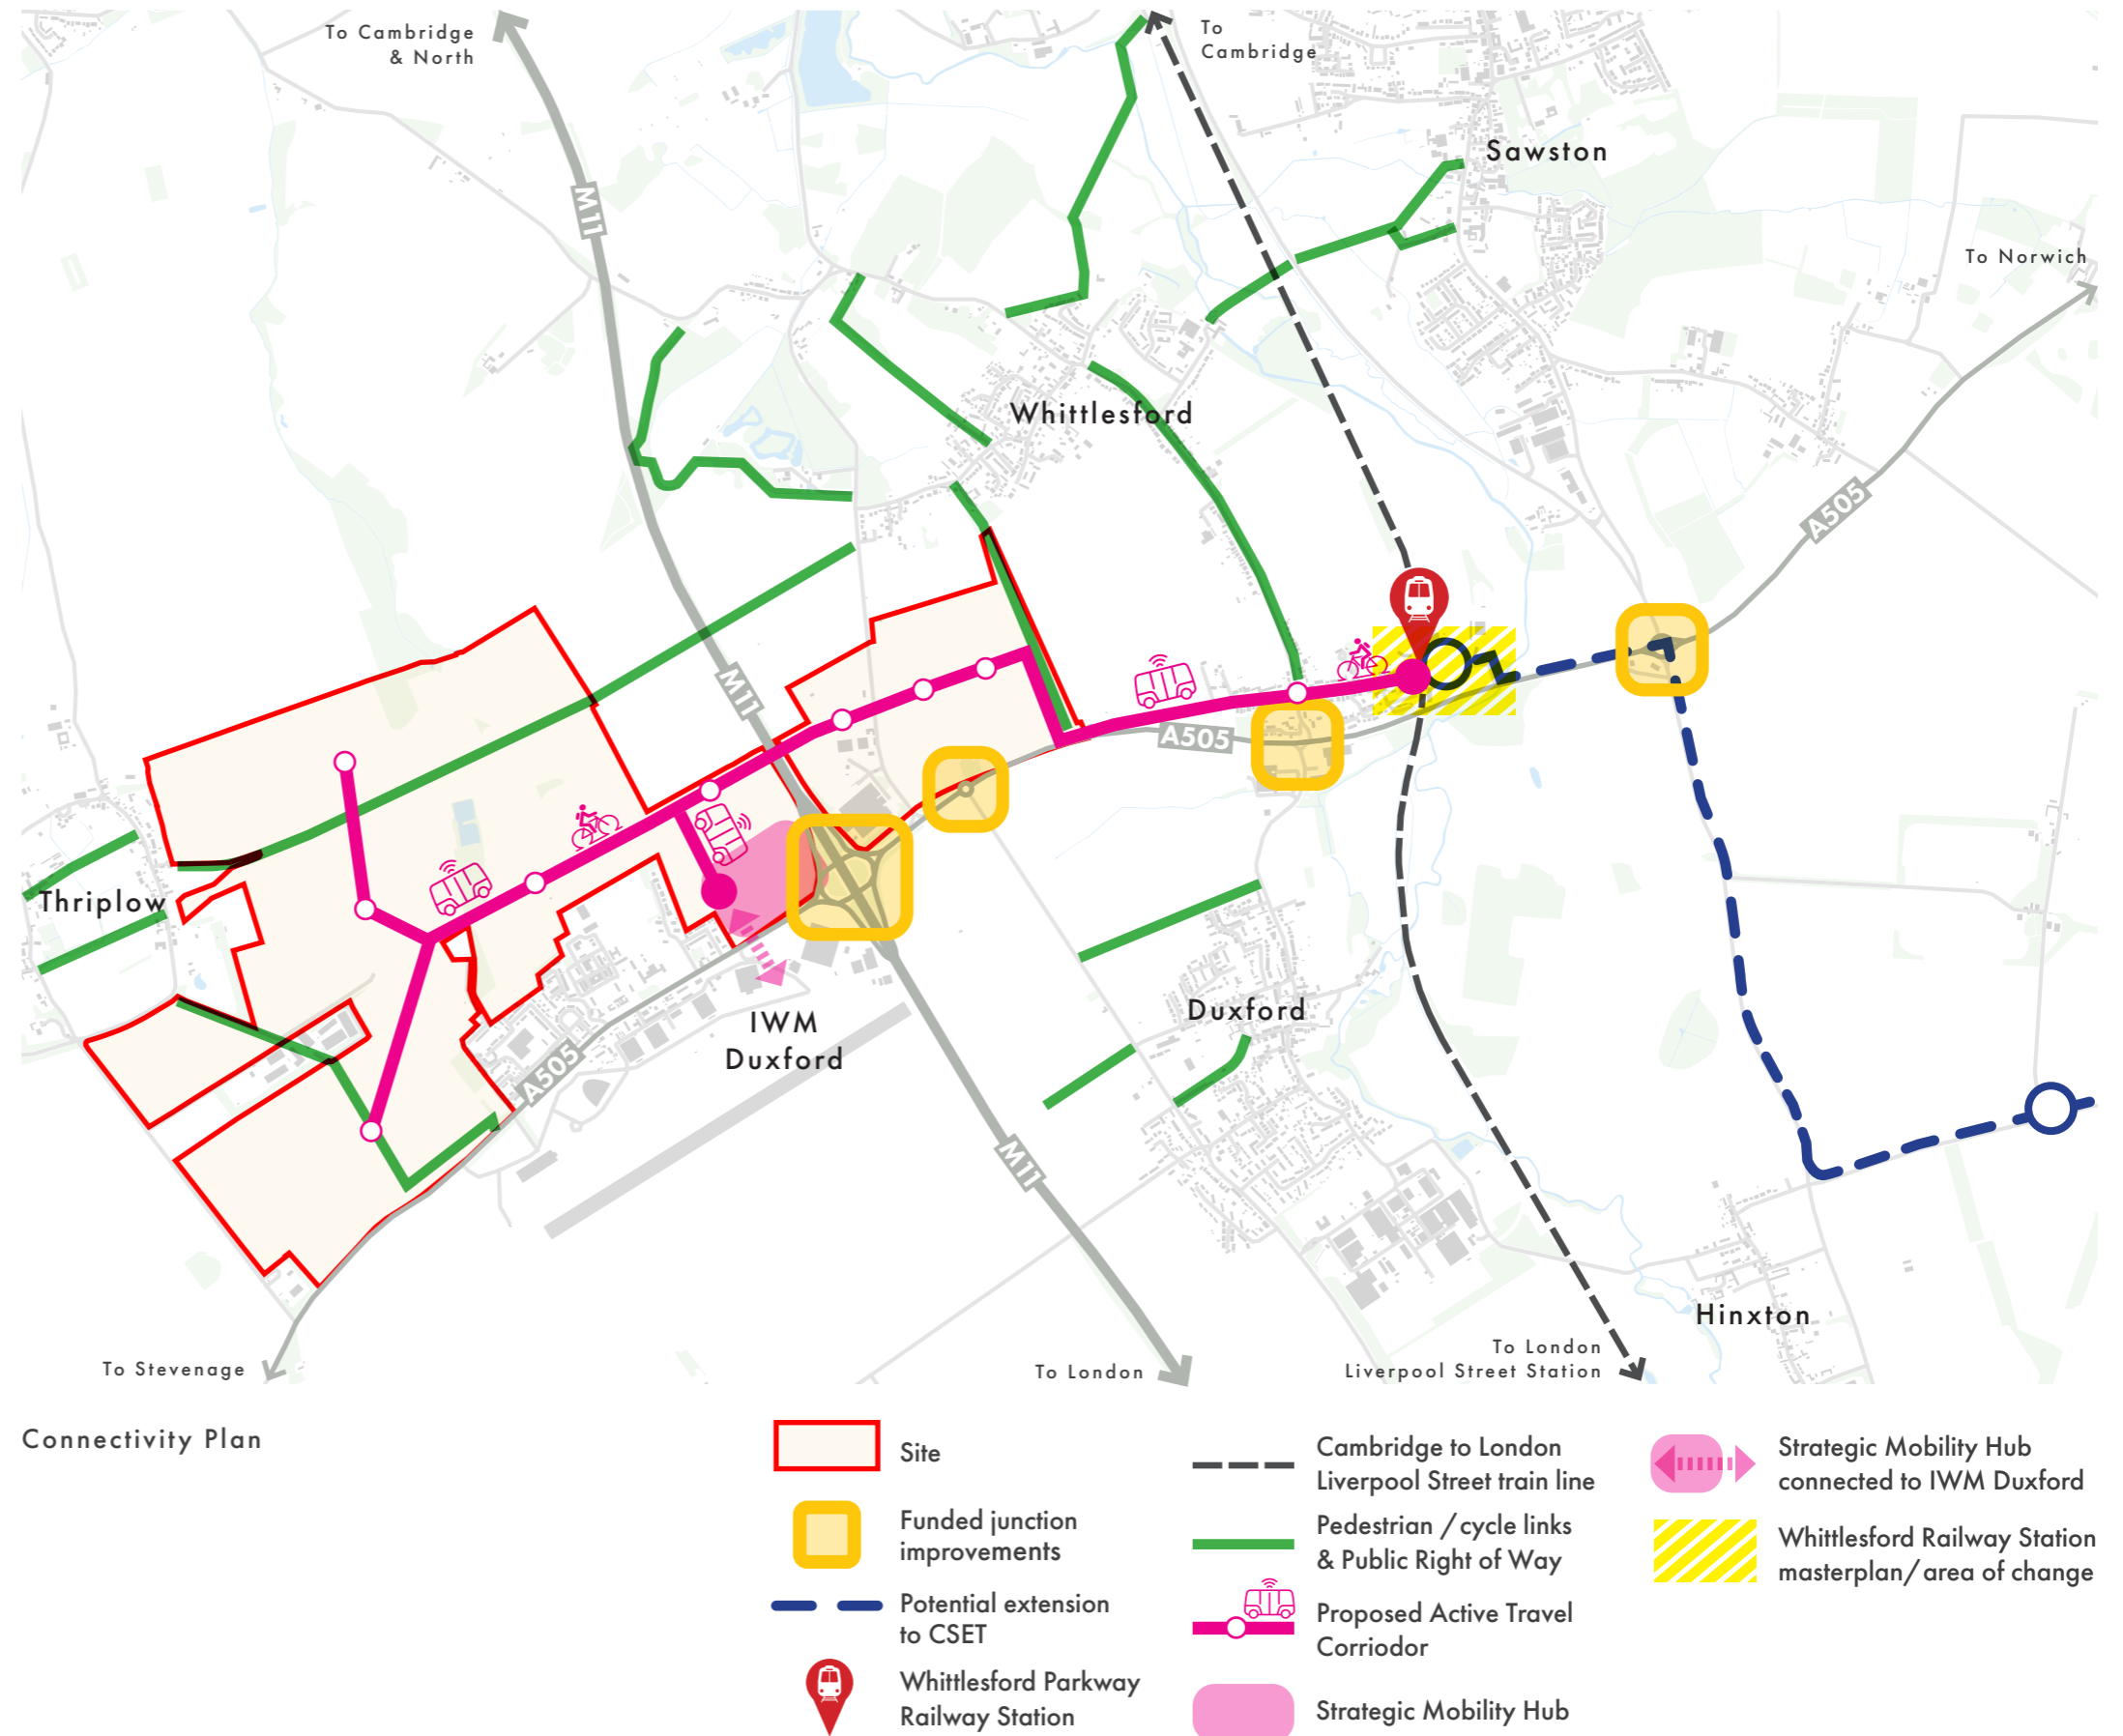 To Cambridge
& North
To
Cambridge
M11
Sawston
To Norwich
Whittlesford
A505
M11
A505
Thriplow
IWM
Duxford
Duxford
A505
M11
Hinxton
To Stevenage
To London
To London
Liverpool Street Station
Connectivity Plan
Site
Funded junction
improvements
Potential extension
to CSET
Whittlesford Parkway
Railway Station
Cambridge to London
Liverpool Street train line
Pedestrian / cycle links
& Public Right of Way
Proposed Active Travel
Corriodor
Strategic Mobility Hub
Strategic Mobility Hub
connected to IWM Duxford
Whittlesford Railway Station
masterplan/ area of change